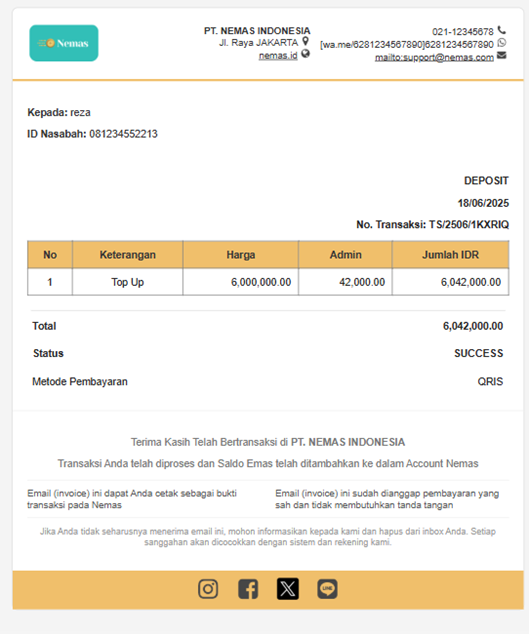 Nemas
PT. NEMAS INDONESIA
Jl. Raya JAKARTA
nemas.id
021-12345678
[wa.me/6281234567890]6281234567890
mailto:support@nemas.com
Kepada: reza
ID Nasabah: 081234552213
DEPOSIT
18/06/2025
No. Transaksi: TS/2506/1KXRIQ
No Keterangan Harga Admin Jumlah IDR
1 Top Up 6,000,000.00 42,000.00 6,042,000.00
Total 6,042,000.00
Status SUCCESS
Metode Pembayaran QRIS
Terima Kasih Telah Bertransaksi di PT. NEMAS INDONESIA
Transaksi Anda telah diproses dan Saldo Emas telah ditambahkan ke dalam Account Nemas
Email (invoice) ini dapat Anda cetak sebagai bukti
transaksi pada Nemas
Email (invoice) ini sudah dianggap pembayaran yang
sah dan tidak membutuhkan tanda tangan
Jika Anda tidak seharusnya menerima email ini, mohon informasikan kepada kami dan hapus dari inbox Anda. Setiap
sanggahan akan dicocokkan dengan sistem dan rekening kami.
LINE